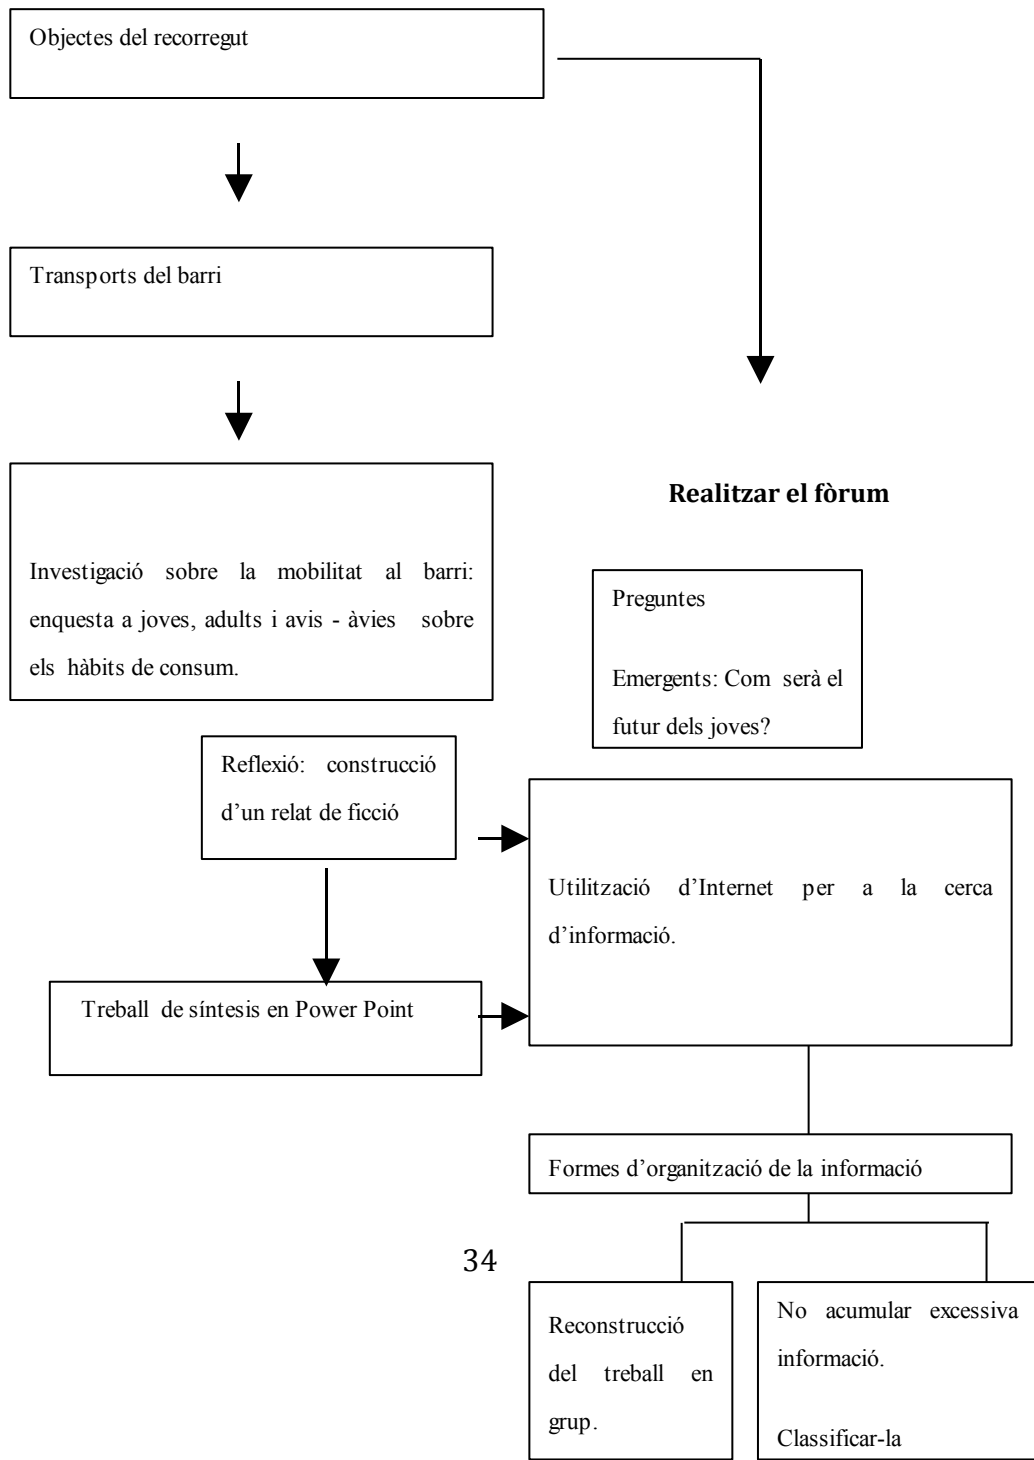 Objectes del recorregut
Transports del barri
Realitzar el fòrum
Investigació sobre la mobilitat al barri:
enquesta a joves, adults i avis - àvies sobre
els hàbits de consum.
Preguntes
Emergents: Com serà el
futur dels joves?
Reflexió: construcció
d’un relat de ficció
Utilització d’Internet per a la cerca
d’informació.
Treball de síntesis en Power Point
Formes d’organització de la informació
34
Reconstrucció
del treball en
grup.
No acumular excessiva
informació.
Classificar-la